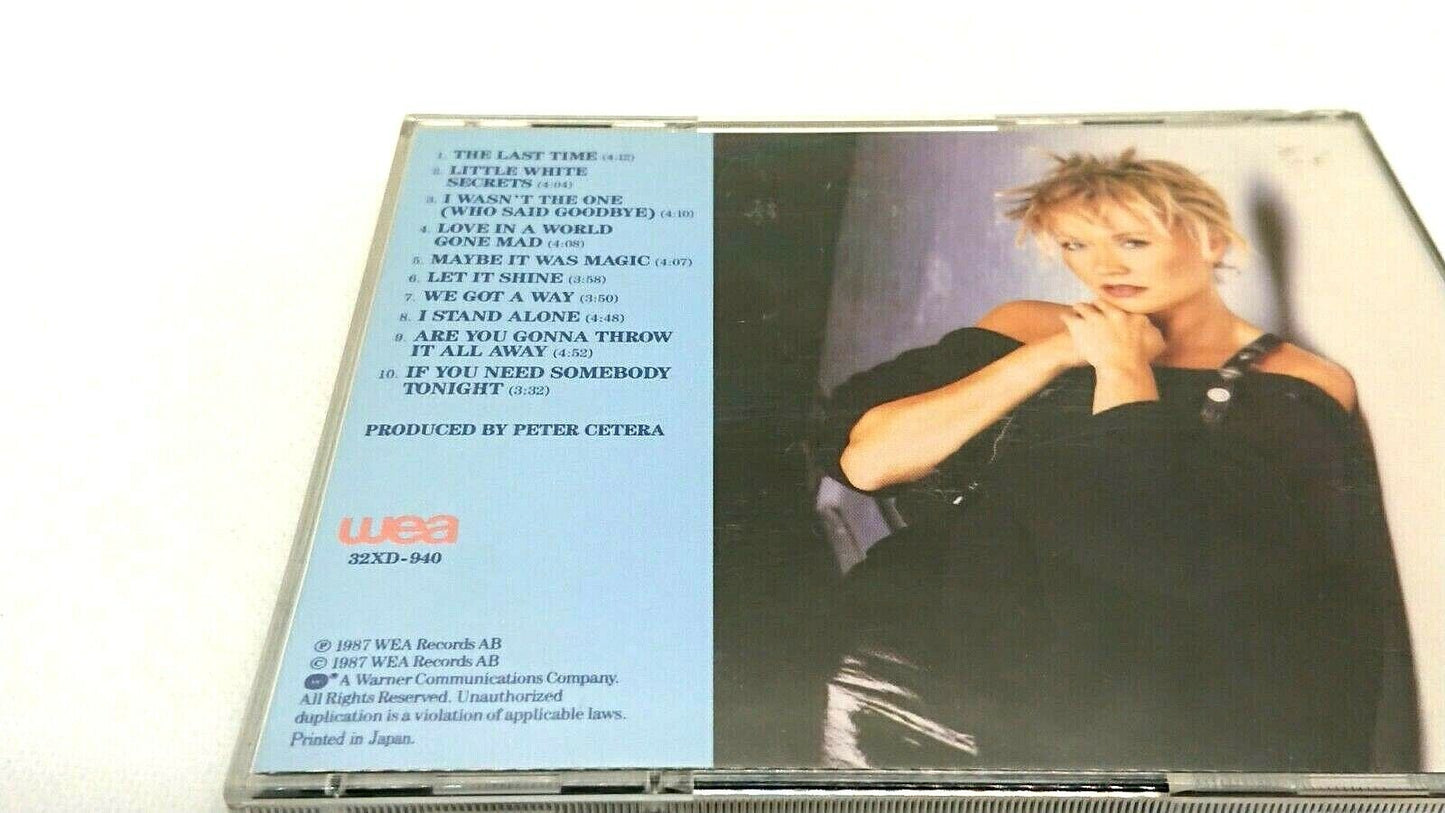 1. THE LAST TIME (4:12)
2. LITTLE WHITE
SECRETS (4:04)
3. I WASN'T THE ONE
(WHO SAID GOODBYE) (4:10)
4. LOVE IN A WORLD
GONE MAD (4:08)
5. MAYBE IT WAS MAGIC (4:07)
6. LET IT SHINE (3:58)
7. WE GOT A WAY (3:50)
8. I STAND ALONE (4:48)
9. ARE YOU GONNA THROW
IT ALL AWAY (4:52)
10. IF YOU NEED SOMEBODY
TONIGHT (3:32)
PRODUCED BY PETER CETERA
wea
32XD-940
℗ 1987 WEA Records AB
© 1987 WEA Records AB
® A Warner Communications Company.
All Rights Reserved. Unauthorized
duplication is a violation of applicable laws.
Printed in Japan.